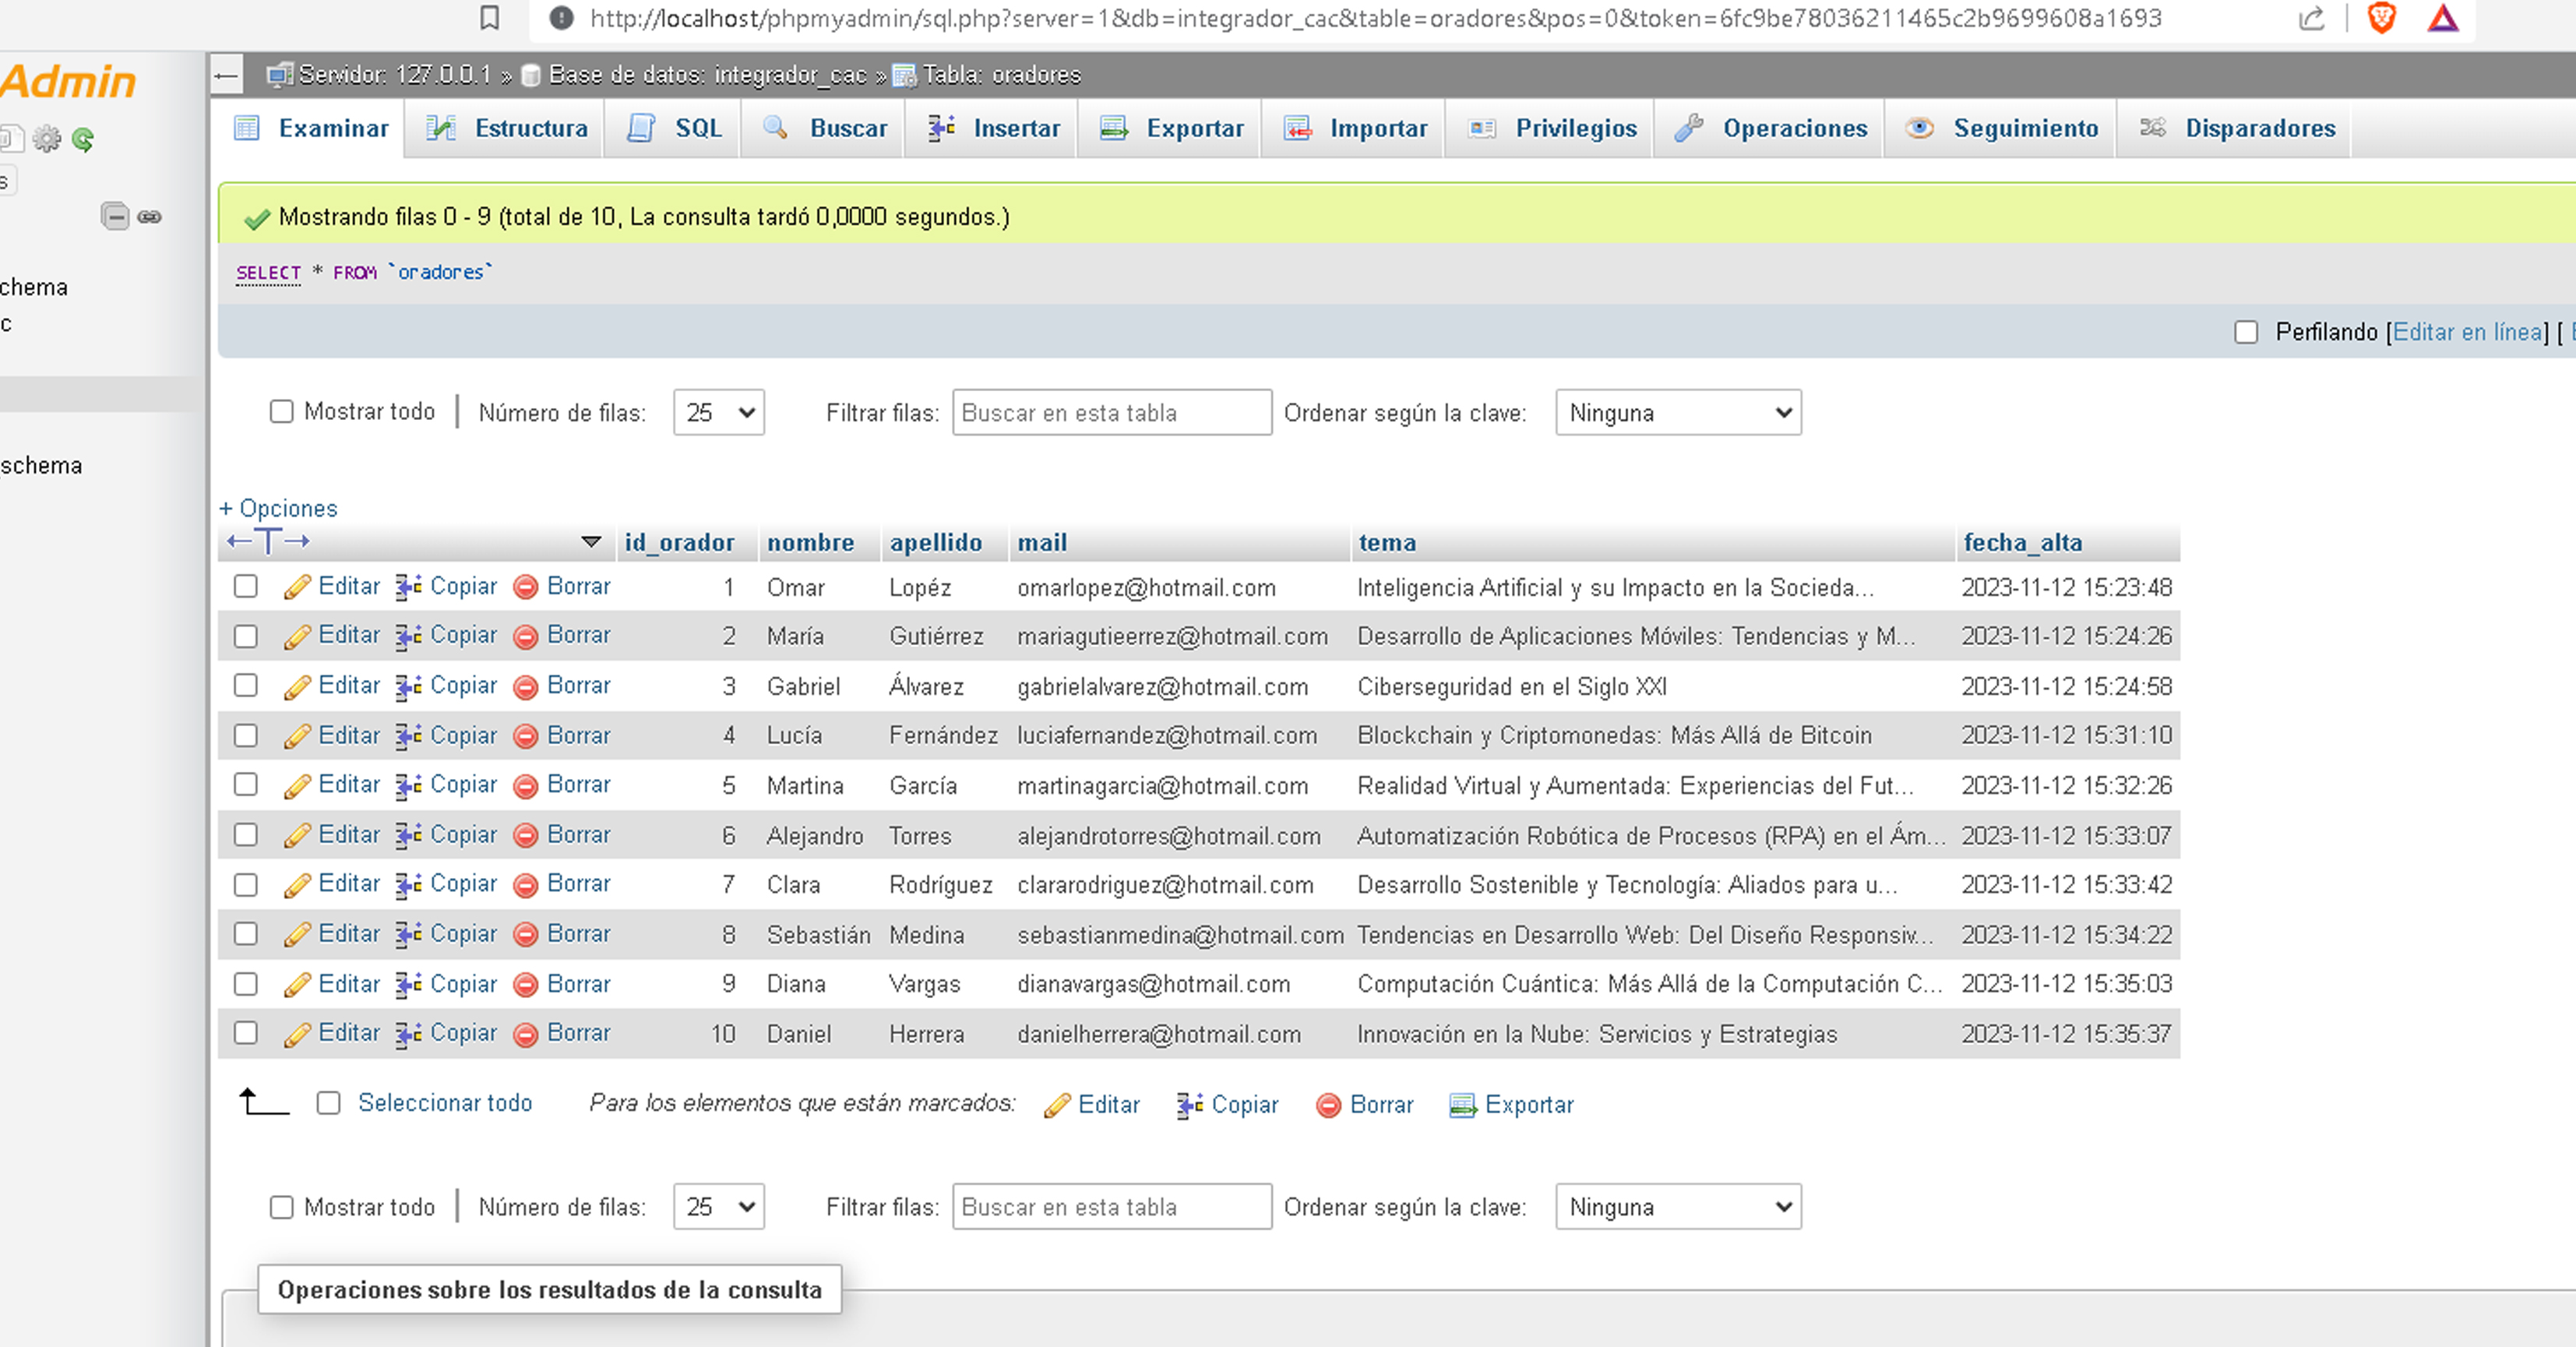 http://localhost/phpmyadmin/sql.php?server=1&db=integrador_cac&table=oradores&pos=0&token=6fc9be78036211465c2b9699608a1693
Admin
Servidor: 127.0.0.1 » Base de datos: integrador_cac » Tabla: oradores
Examinar Estructura SQL Buscar Insertar Exportar Importar Privilegios Operaciones Seguimiento Disparadores
s
Mostrando filas 0 - 9 (total de 10, La consulta tardó 0,0000 segundos.)
SELECT * FROM `oradores`
chema
c
Perfilando [Editar en línea] [
Mostrar todo Número de filas: 25 Filtrar filas: Buscar en esta tabla Ordenar según la clave: Ninguna
schema
+ Opciones
←T→ id_orador nombre apellido mail tema fecha_alta
Editar Copiar Borrar 1 Omar Lopéz omarlopez@hotmail.com Inteligencia Artificial y su Impacto en la Socieda... 2023-11-12 15:23:48
Editar Copiar Borrar 2 María Gutiérrez mariagutieerrez@hotmail.com Desarrollo de Aplicaciones Móviles: Tendencias y M... 2023-11-12 15:24:26
Editar Copiar Borrar 3 Gabriel Álvarez gabrielalvarez@hotmail.com Ciberseguridad en el Siglo XXI 2023-11-12 15:24:58
Editar Copiar Borrar 4 Lucía Fernández luciafernandez@hotmail.com Blockchain y Criptomonedas: Más Allá de Bitcoin 2023-11-12 15:31:10
Editar Copiar Borrar 5 Martina García martinagarcia@hotmail.com Realidad Virtual y Aumentada: Experiencias del Fut... 2023-11-12 15:32:26
Editar Copiar Borrar 6 Alejandro Torres alejandrotorres@hotmail.com Automatización Robótica de Procesos (RPA) en el Ám... 2023-11-12 15:33:07
Editar Copiar Borrar 7 Clara Rodríguez clararodriguez@hotmail.com Desarrollo Sostenible y Tecnología: Aliados para u... 2023-11-12 15:33:42
Editar Copiar Borrar 8 Sebastián Medina sebastianmedina@hotmail.com Tendencias en Desarrollo Web: Del Diseño Responsiv... 2023-11-12 15:34:22
Editar Copiar Borrar 9 Diana Vargas dianavargas@hotmail.com Computación Cuántica: Más Allá de la Computación C... 2023-11-12 15:35:03
Editar Copiar Borrar 10 Daniel Herrera danielherrera@hotmail.com Innovación en la Nube: Servicios y Estrategias 2023-11-12 15:35:37
Seleccionar todo Para los elementos que están marcados: Editar Copiar Borrar Exportar
Mostrar todo Número de filas: 25 Filtrar filas: Buscar en esta tabla Ordenar según la clave: Ninguna
Operaciones sobre los resultados de la consulta